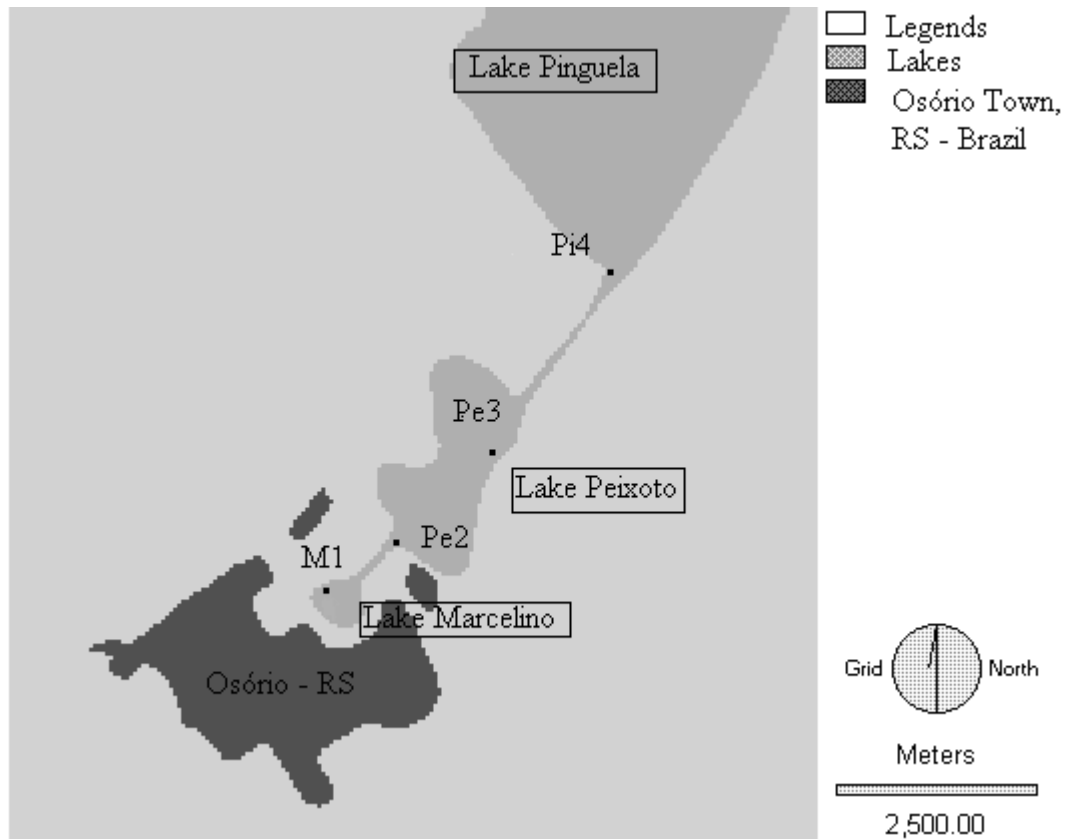 Lake Pinguela
Legends
Lakes
Osório Town,
RS - Brazil
Pi4
Pe3
Lake Peixoto
Pe2
M1
Lake Marcelino
Osório - RS
Grid North
Meters
2,500.00